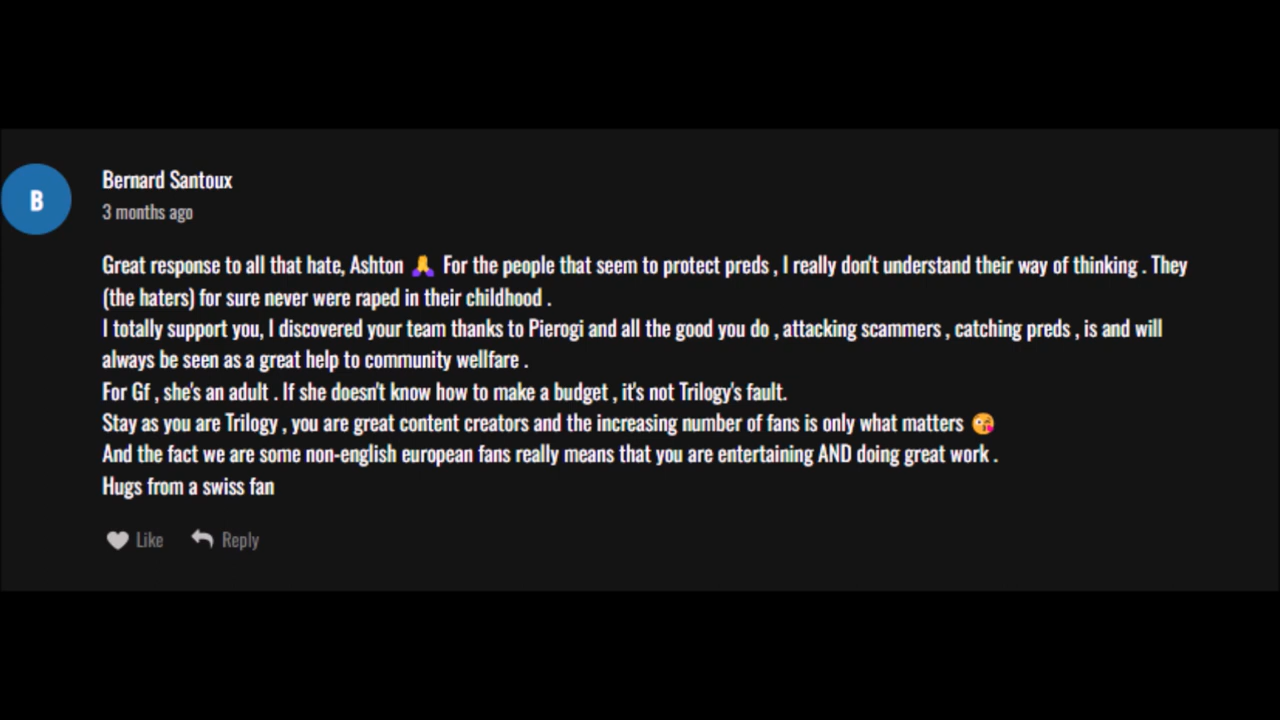 B
Bernard Santoux
3 months ago
Great response to all that hate, Ashton 🙏 For the people that seem to protect preds , I really don't understand their way of thinking . They
(the haters) for sure never were raped in their childhood .
I totally support you, I discovered your team thanks to Pierogi and all the good you do , attacking scammers , catching preds , is and will
always be seen as a great help to community wellfare .
For Gf , she's an adult . If she doesn't know how to make a budget , it's not Trilogy's fault.
Stay as you are Trilogy , you are great content creators and the increasing number of fans is only what matters 😘
And the fact we are some non-english european fans really means that you are entertaining AND doing great work .
Hugs from a swiss fan
Like Reply